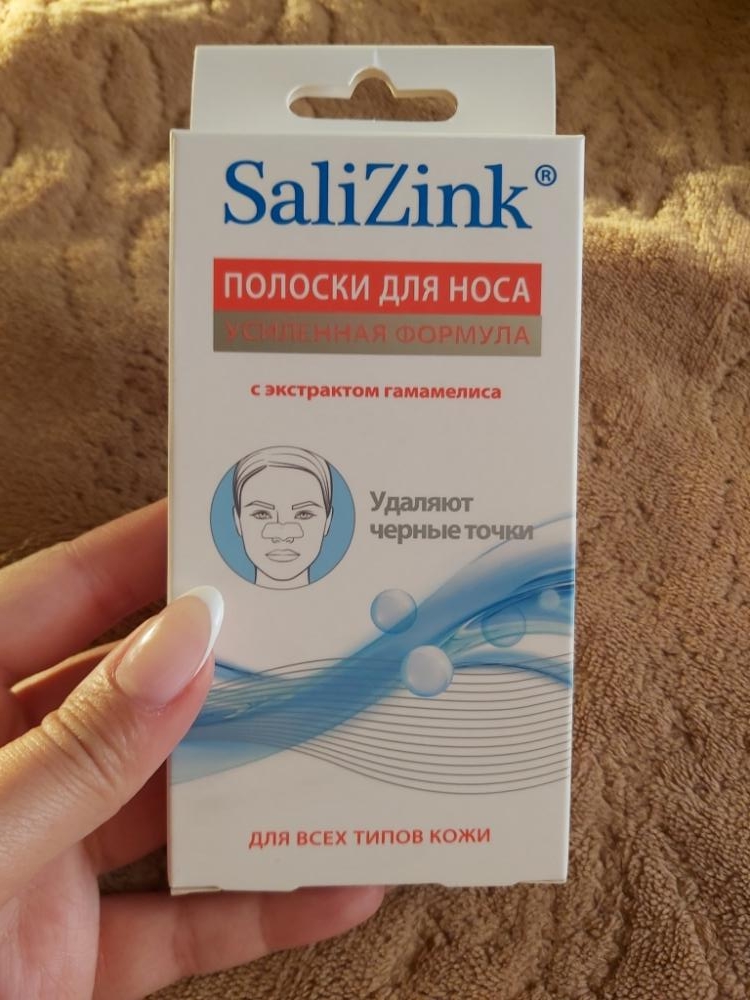 SaliZink®
ПОЛОСКИ ДЛЯ НОСА
УСИЛЕННАЯ ФОРМУЛА
с экстрактом гамамелиса
Удаляют
черные точки
ДЛЯ ВСЕХ ТИПОВ КОЖИ